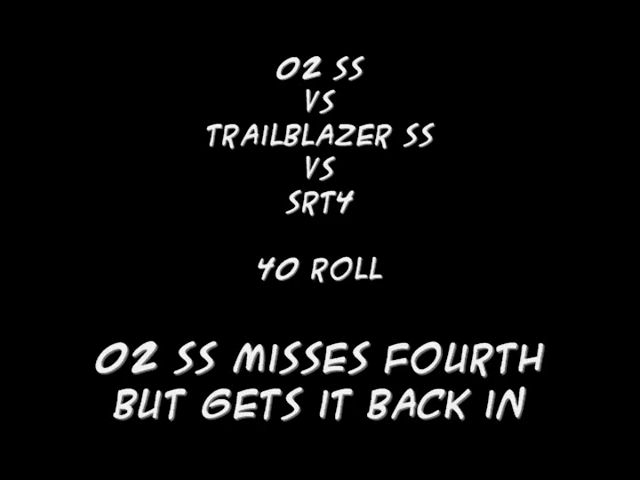 02 SS
VS
TRAILBLAZER SS
VS
SRT4
40 ROLL
02 SS MISSES FOURTH
BUT GETS IT BACK IN